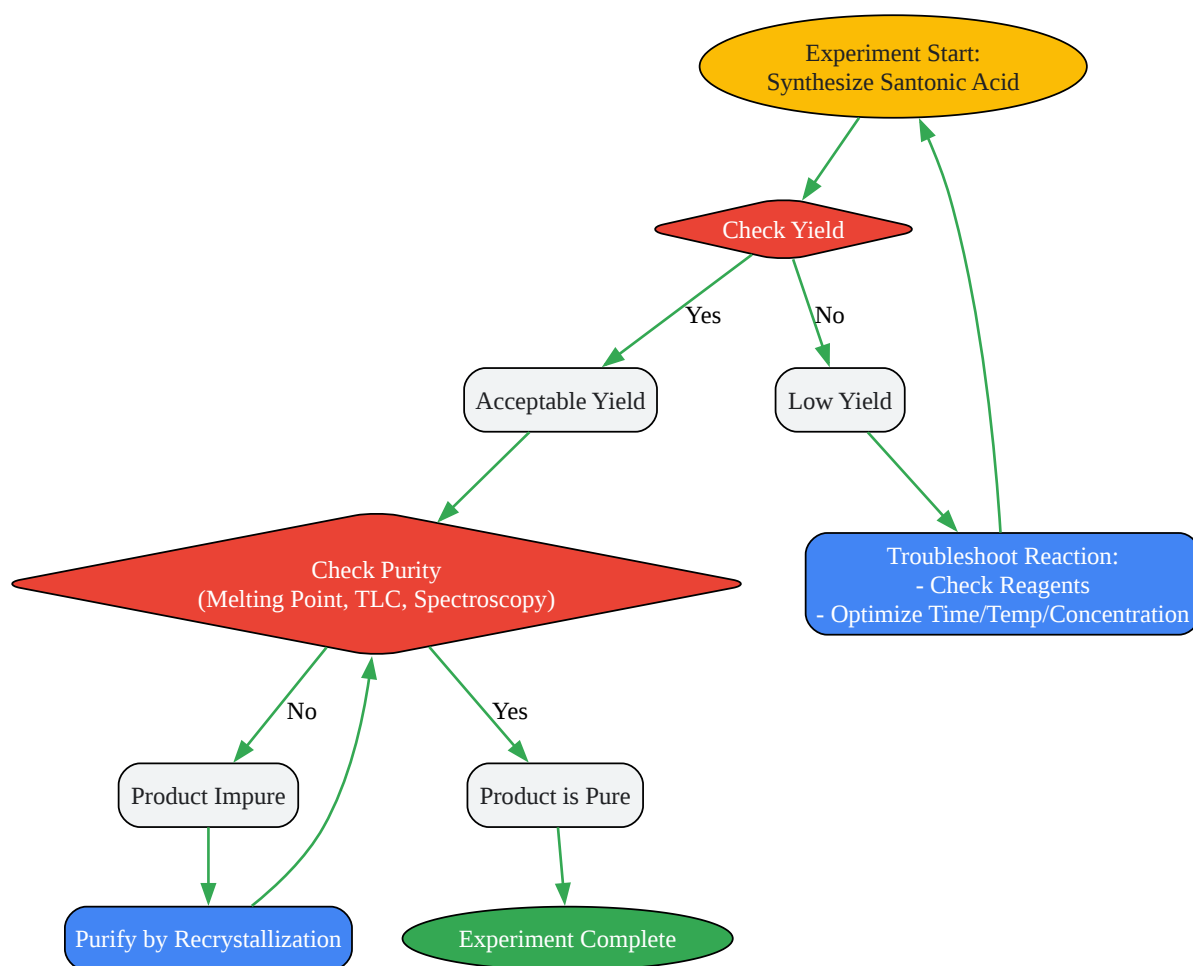 Experiment Start:
Synthesize Santonic Acid
Check Yield
Yes
No
Acceptable Yield
Low Yield
Check Purity
(Melting Point, TLC, Spectroscopy)
Troubleshoot Reaction:
- Check Reagents
- Optimize Time/Temp/Concentration
No
Yes
Product Impure
Product is Pure
Purify by Recrystallization
Experiment Complete